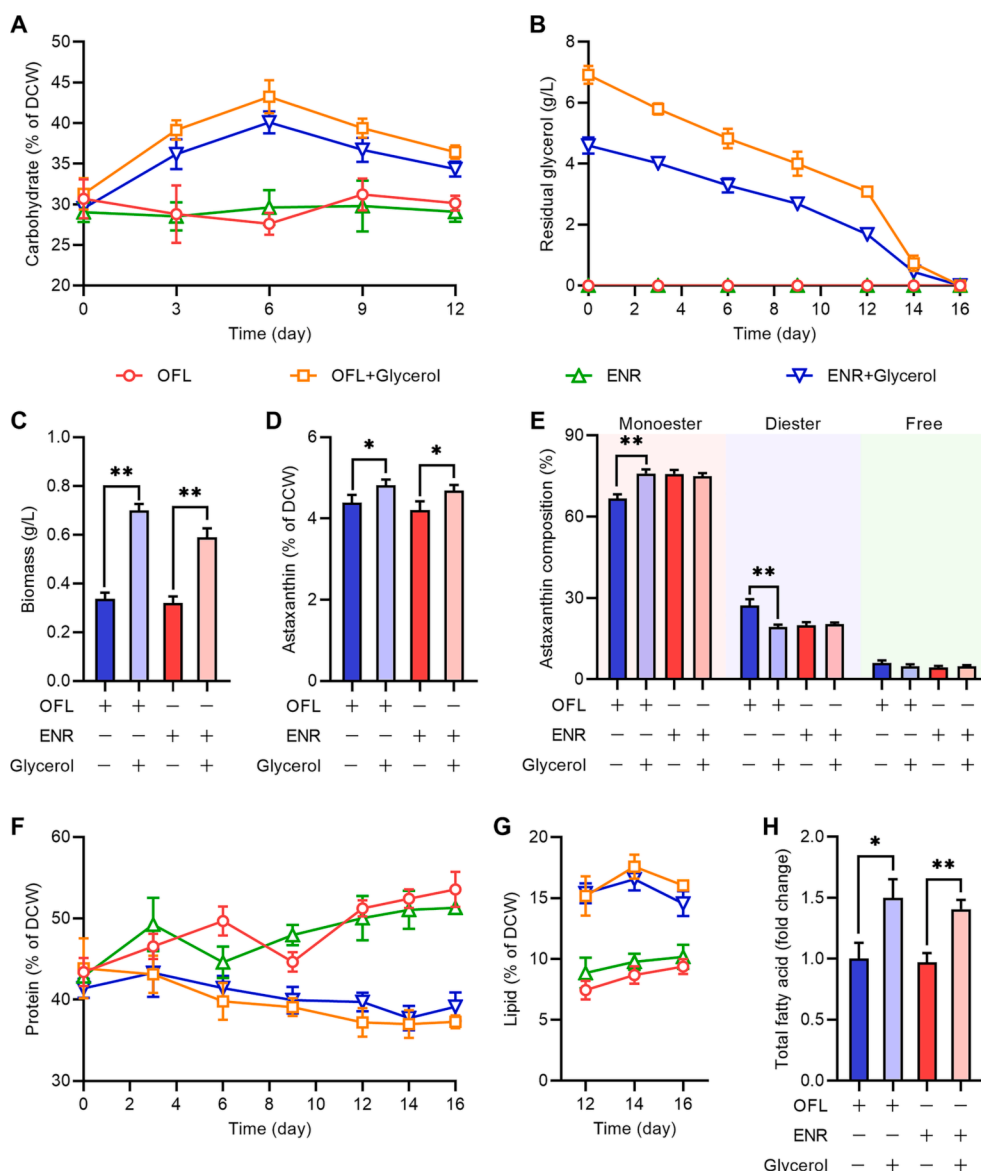 A
Carbohydrate (% of DCW)
50
45
40
35
30
25
20
0 3 6 9 12
Time (day)
B
Residual glycerol (g/L)
8
6
4
2
0
0 2 4 6 8 10 12 14 16
Time (day)
OFL OFL+Glycerol ENR ENR+Glycerol
C
Biomass (g/L)
1.0
0.8
0.6
0.4
0.2
0.0
** **
OFL + + − −
ENR − − + +
Glycerol − + − +
D
Astaxanthin (% of DCW)
6
4
2
0
* *
OFL + + − −
ENR − − + +
Glycerol − + − +
E
Monoester Diester Free
Astaxanthin composition (%)
90
60
30
0
**
**
OFL + + − − + + − − + + − −
ENR − − + + − − + + − − + +
Glycerol − + − + − + − + − + − +
F
Protein (% of DCW)
60
50
40
30
0 2 4 6 8 10 12 14 16
Time (day)
G
Lipid (% of DCW)
20
15
10
5
0
12 14 16
Time (day)
H
Total fatty acid (fold change)
2.0
1.5
1.0
0.5
0.0
* **
OFL + + − −
ENR − − + +
Glycerol − + − +